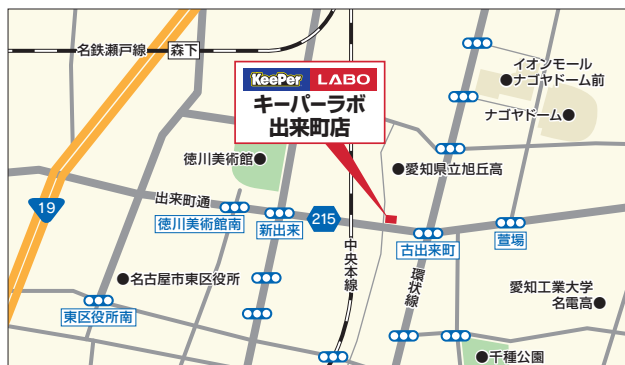 名鉄瀬戸線
森下
KeePer LABO
キーパーラボ
出来町店
イオンモール
ナゴヤドーム前
ナゴヤドーム
徳川美術館
愛知県立旭丘高
19
出来町通
徳川美術館南
新出来
215
中央本線
古出来町
萱場
環状線
名古屋市東区役所
東区役所南
愛知工業大学
名電高
千種公園